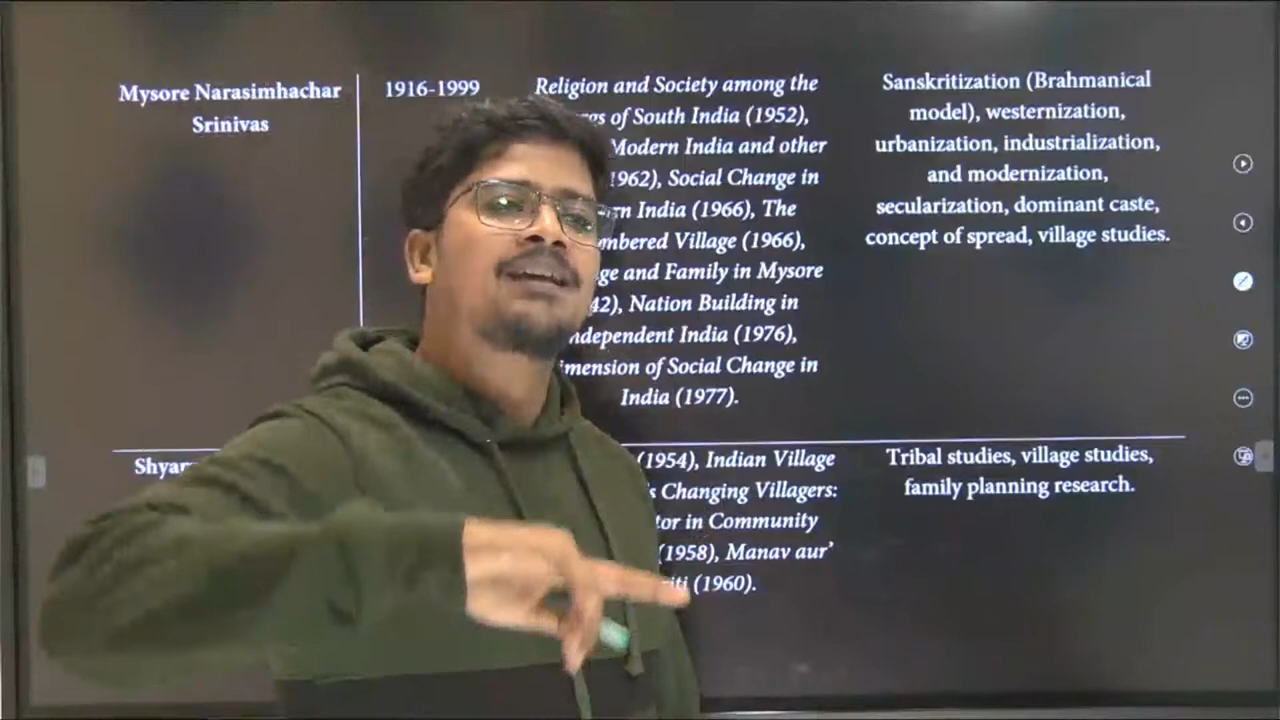 Mysore Narasimhachar
Srinivas
1916-1999
Religion and Society among the
of South India (1952),
Modern India and other
1962), Social Change in
India (1966), The
Village (1966),
and Family in Mysore
42), Nation Building in
ndependent India (1976),
imension of Social Change in
India (1977).
Sanskritization (Brahmanical
model), westernization,
urbanization, industrialization,
and modernization,
secularization, dominant caste,
concept of spread, village studies.
Shyam
(1954), Indian Village
Changing Villagers:
in Community
(1958), Manav aur'
(1960).
Tribal studies, village studies,
family planning research.